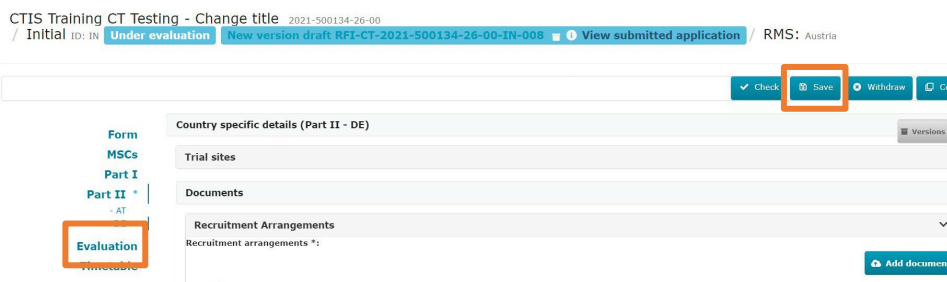 CTIS Training CT Testing - Change title 2021-500134-26-00
/ Initial ID: IN Under evaluation New version draft RFI-CT-2021-500134-26-00-IN-008 View submitted application / RMS: Austria
Check Save Withdraw
Form
MSCs
Part I
Part II *
- AT
Evaluation
Timetable
Country specific details (Part II - DE)
Versions
Trial sites
Documents
Recruitment Arrangements
Recruitment arrangements *:
Add documen